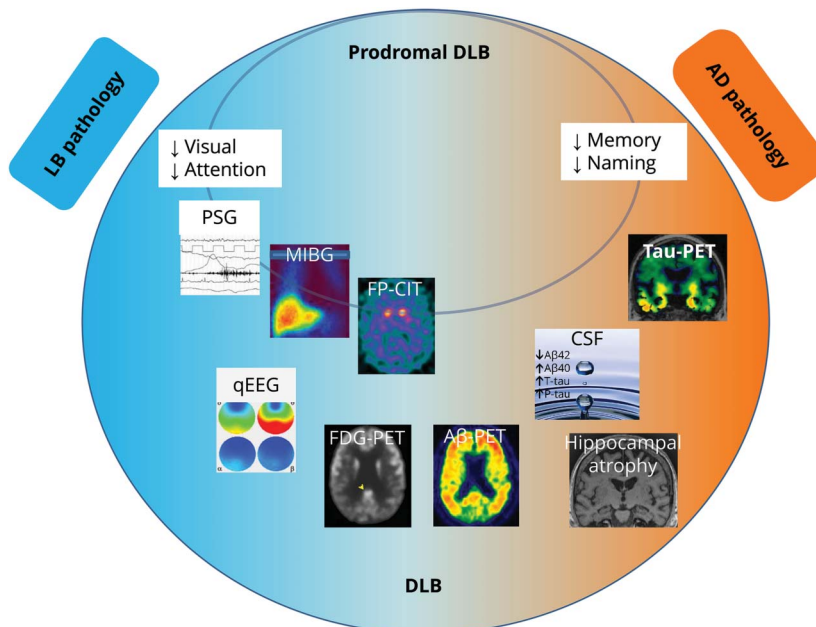 Prodromal DLB
LB pathology
AD pathology
↓ Visual
↓ Attention
↓ Memory
↓ Naming
PSG
MIBG
FP-CIT
Tau-PET
CSF
↓Aβ42
↑Aβ40
↑T-tau
↑P-tau
qEEG
α
β
FDG-PET
Aβ-PET
Hippocampal
atrophy
DLB